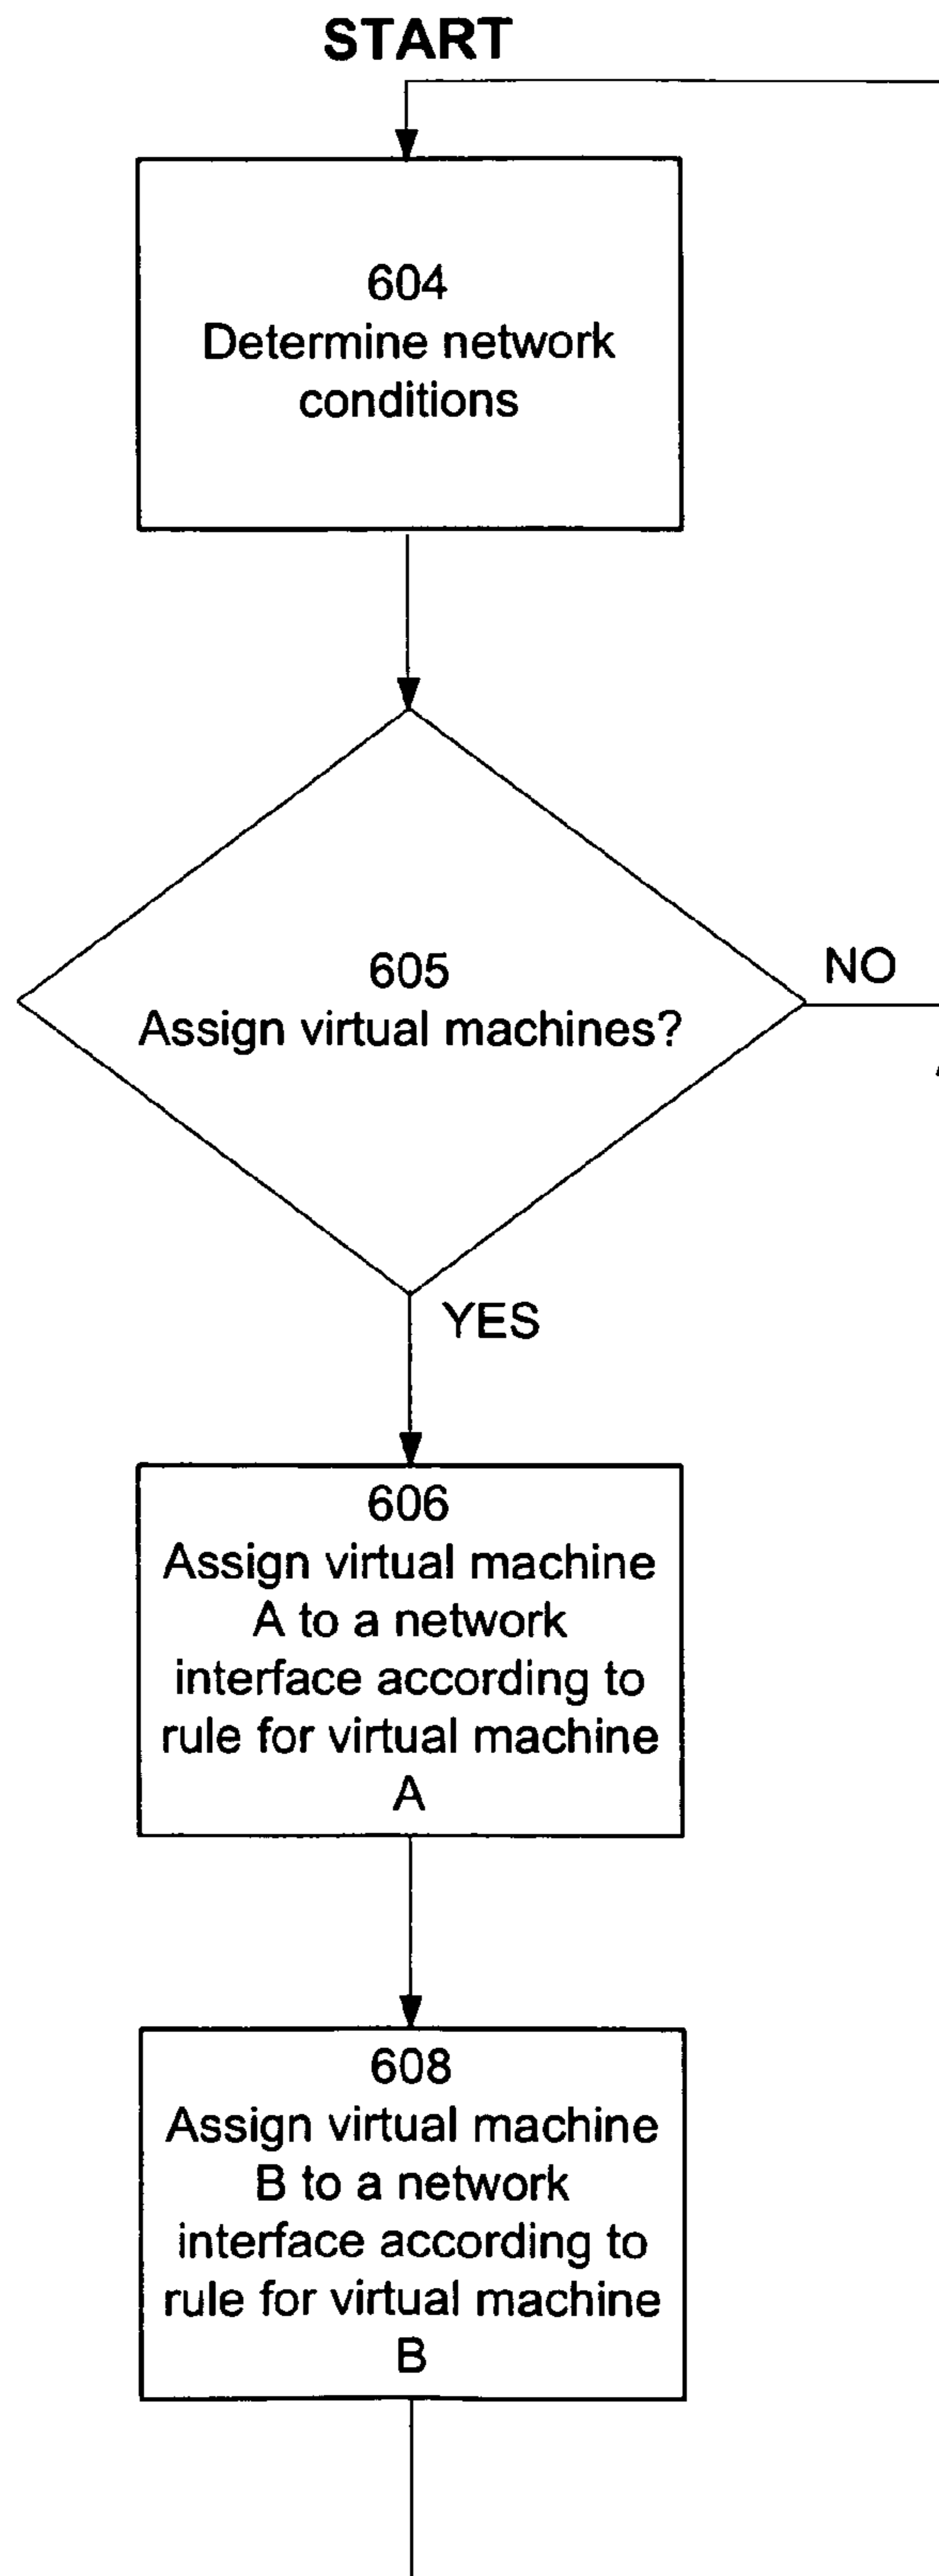 START
604
Determine network
conditions
605
Assign virtual machines?
NO
YES
606
Assign virtual machine
A to a network
interface according to
rule for virtual machine
A
608
Assign virtual machine
B to a network
interface according to
rule for virtual machine
B